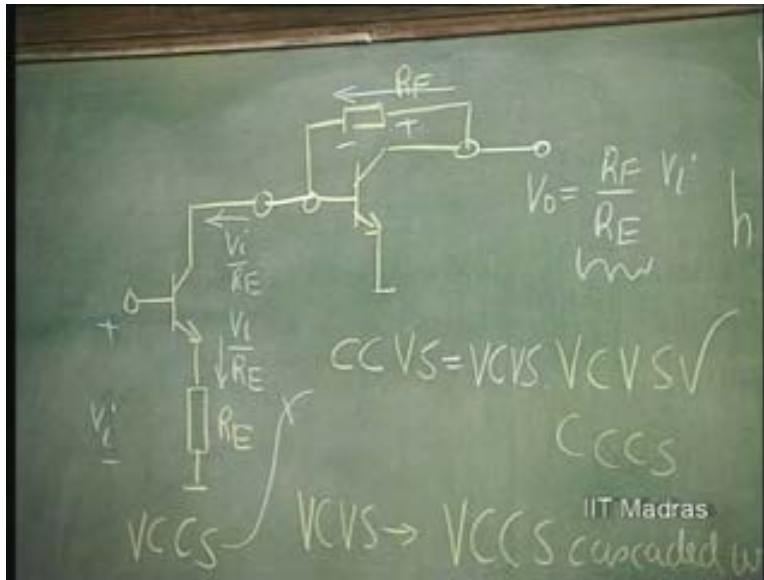 RF
- +
Vo = RF/RE Vi
h
Vi/RE
Vi/RE
+
Vi
-
RE
CCVS = VCVS VCVS✓
CCCS
IIT Madras
VCCS VCVS → VCCS cascaded w